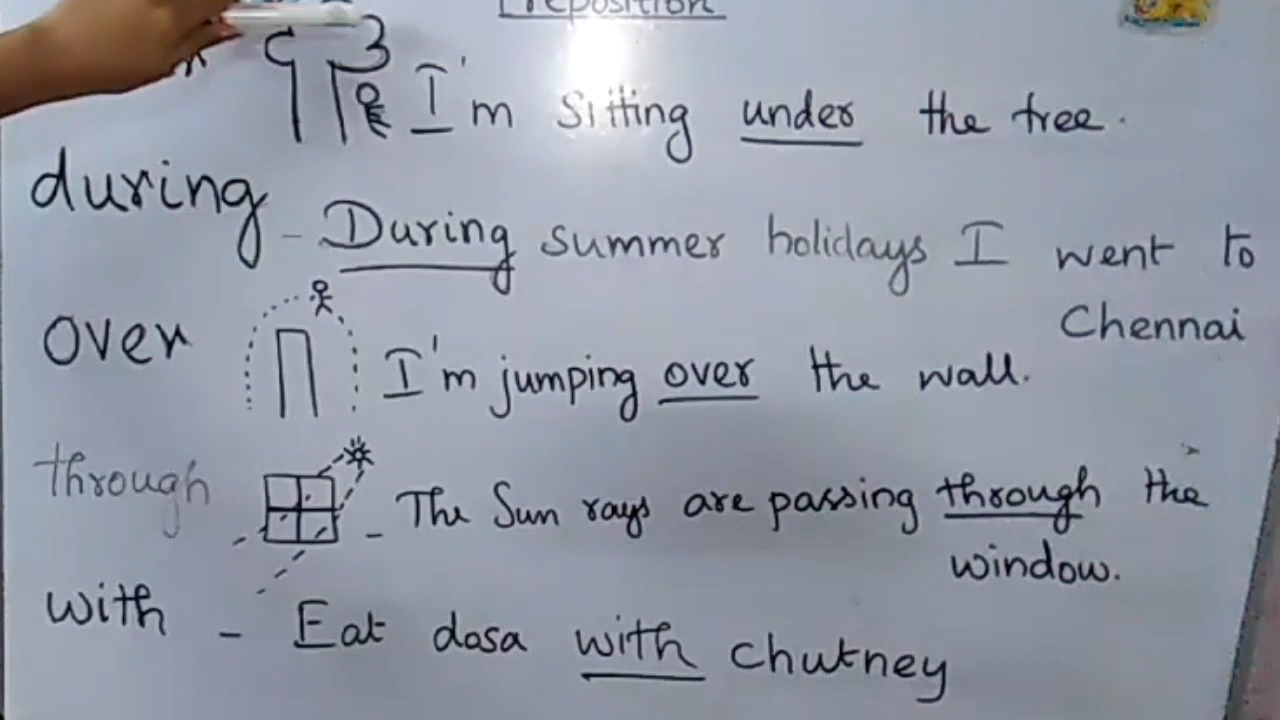 Preposition
I'm sitting under the tree.
during - During summer holidays I went to
Chennai
over I'm jumping over the wall.
through - The Sun rays are passing through the
window.
with - Eat dosa with chutney